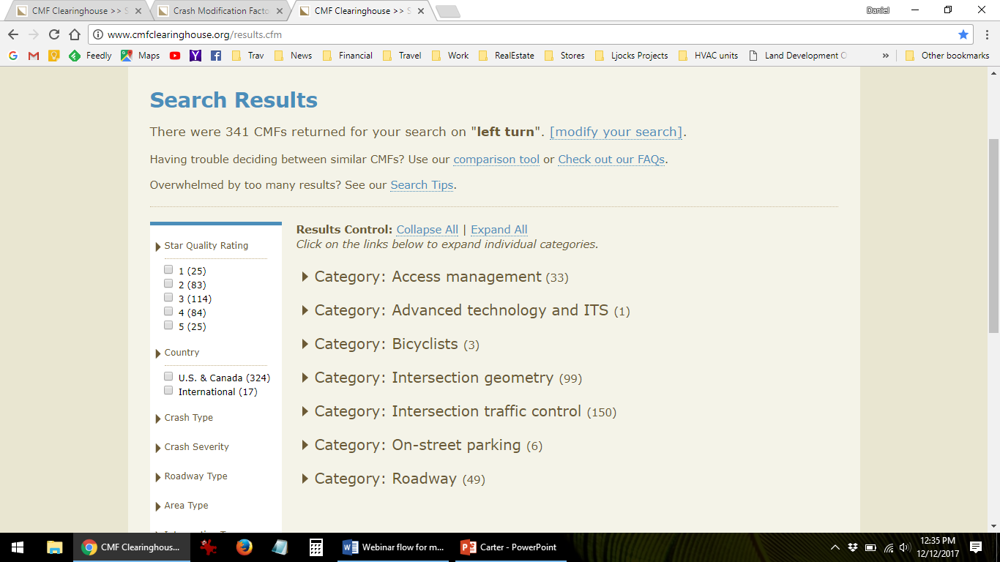 CMF Clearinghouse >> S
Crash Modification Facto
CMF Clearinghouse >> S
Daniel
www.cmfclearinghouse.org/results.cfm
Feedly Maps Trav News Financial Travel Work RealEstate Stores Ljocks Projects HVAC units Land Development » Other bookmarks
Search Results
There were 341 CMFs returned for your search on "left turn". [modify your search].
Having trouble deciding between similar CMFs? Use our comparison tool or Check out our FAQs.
Overwhelmed by too many results? See our Search Tips.
Star Quality Rating
1 (25)
2 (83)
3 (114)
4 (84)
5 (25)
Country
U.S. & Canada (324)
International (17)
Crash Type
Crash Severity
Roadway Type
Area Type
Results Control: Collapse All | Expand All
Click on the links below to expand individual categories.
Category: Access management (33)
Category: Advanced technology and ITS (1)
Category: Bicyclists (3)
Category: Intersection geometry (99)
Category: Intersection traffic control (150)
Category: On-street parking (6)
Category: Roadway (49)
CMF Clearinghous...
Webinar flow for m...
Carter - PowerPoint
12:35 PM
12/12/2017